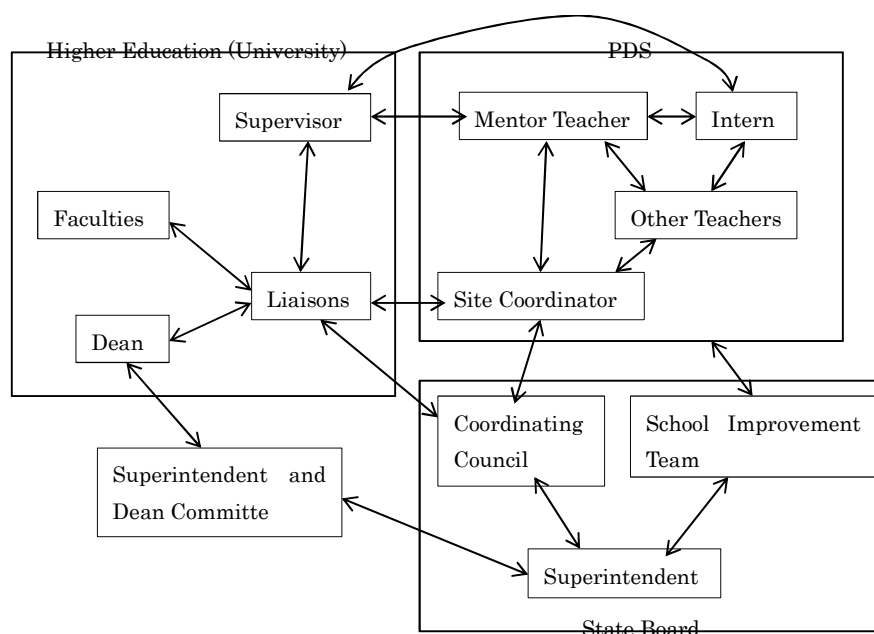 Higher Education (University)
PDS
Supervisor
Mentor Teacher
Intern
Faculties
Other Teachers
Liaisons
Site Coordinator
Dean
Coordinating
Council
School Improvement
Team
Superintendent and
Dean Committe
Superintendent
State Board